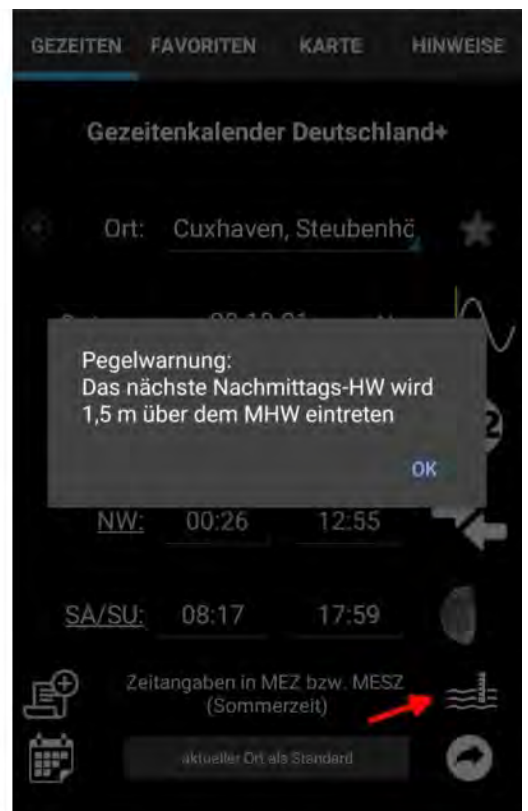 GEZEITEN FAVORITEN KARTE HINWEISE
Gezeitenkalender Deutschland+
Ort: Cuxhaven, Steubenhö
Pegelwarnung:
Das nächste Nachmittags-HW wird
1,5 m über dem MHW eintreten
OK
NW: 00:26 12:55
SA/SU: 08:17 17:59
Zeitangaben in MEZ bzw. MESZ
(Sommerzeit)
aktueller Ort als Standard